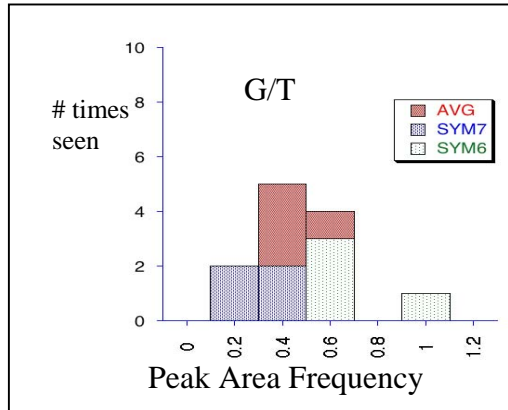 10
G/T
# times
seen
8
6
4
2
0
AVG
SYM7
SYM6
0 0.2 0.4 0.6 0.8 1 1.2
Peak Area Frequency